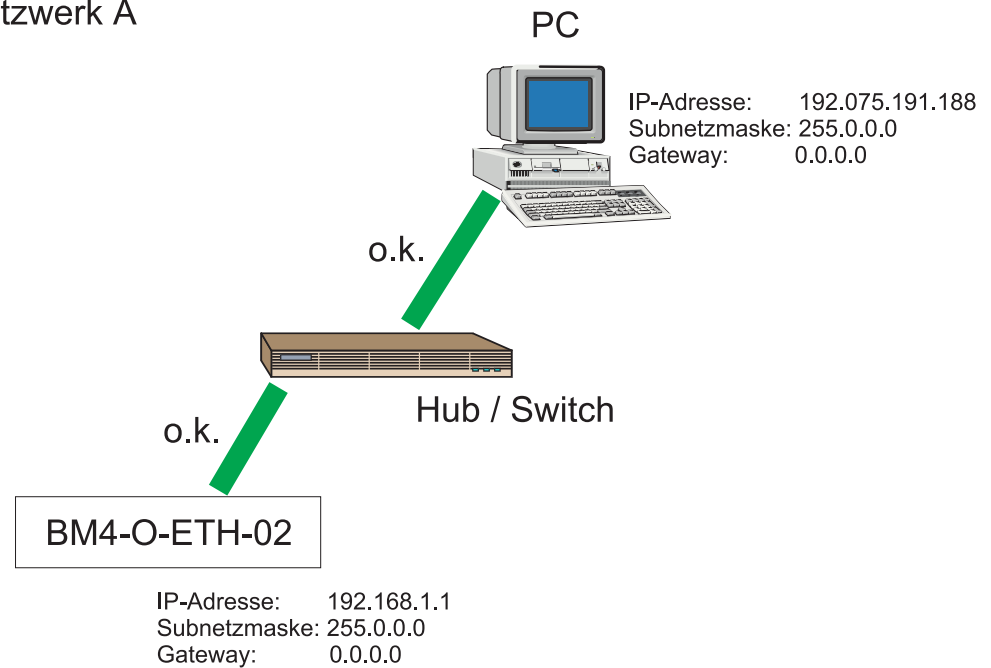 tzwerk A
PC
IP-Adresse: 192.075.191.188
Subnetzmaske: 255.0.0.0
Gateway: 0.0.0.0
o.k.
Hub / Switch
o.k.
BM4-O-ETH-02
IP-Adresse: 192.168.1.1
Subnetzmaske: 255.0.0.0
Gateway: 0.0.0.0